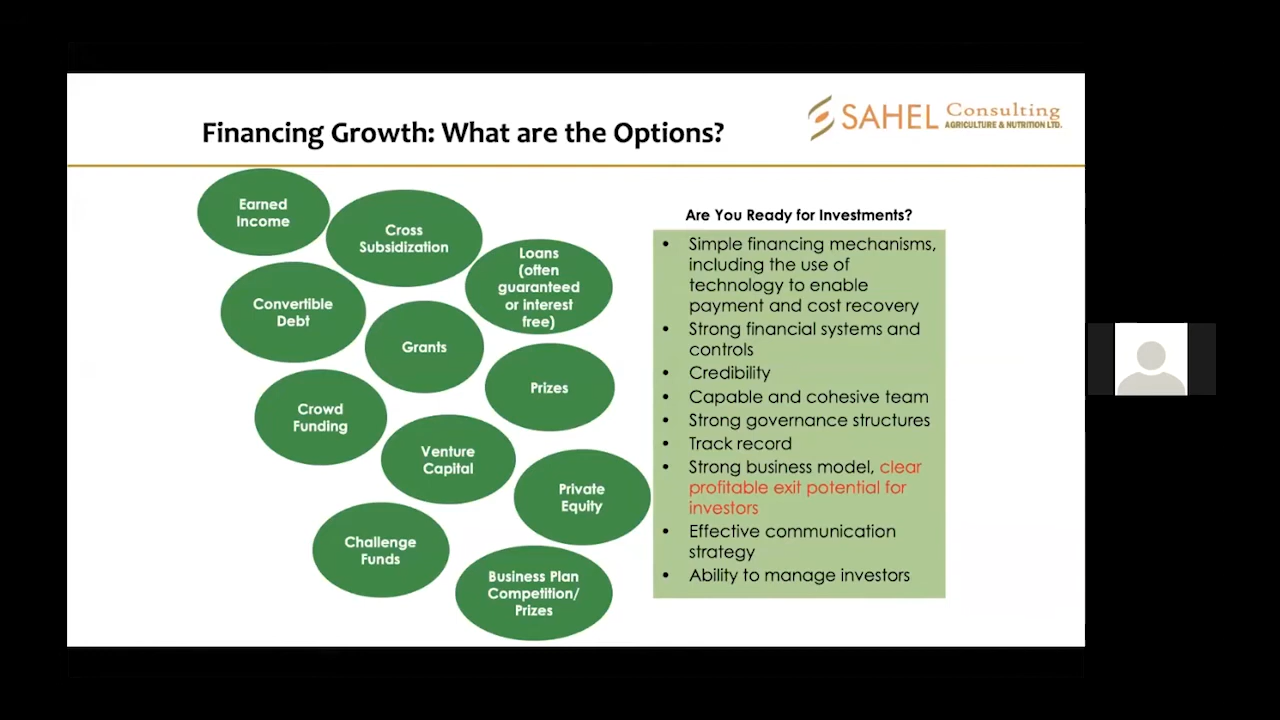 Financing Growth: What are the Options?
SAHEL Consulting
AGRICULTURE & NUTRITION LTD.
Earned
Income
Cross
Subsidization
Loans
(often
guaranteed
or interest
free)
Convertible
Debt
Grants
Prizes
Crowd
Funding
Venture
Capital
Private
Equity
Challenge
Funds
Business Plan
Competition/
Prizes
Are You Ready for Investments?
• Simple financing mechanisms,
including the use of
technology to enable
payment and cost recovery
• Strong financial systems and
controls
• Credibility
• Capable and cohesive team
• Strong governance structures
• Track record
• Strong business model, clear
profitable exit potential for
investors
• Effective communication
strategy
• Ability to manage investors